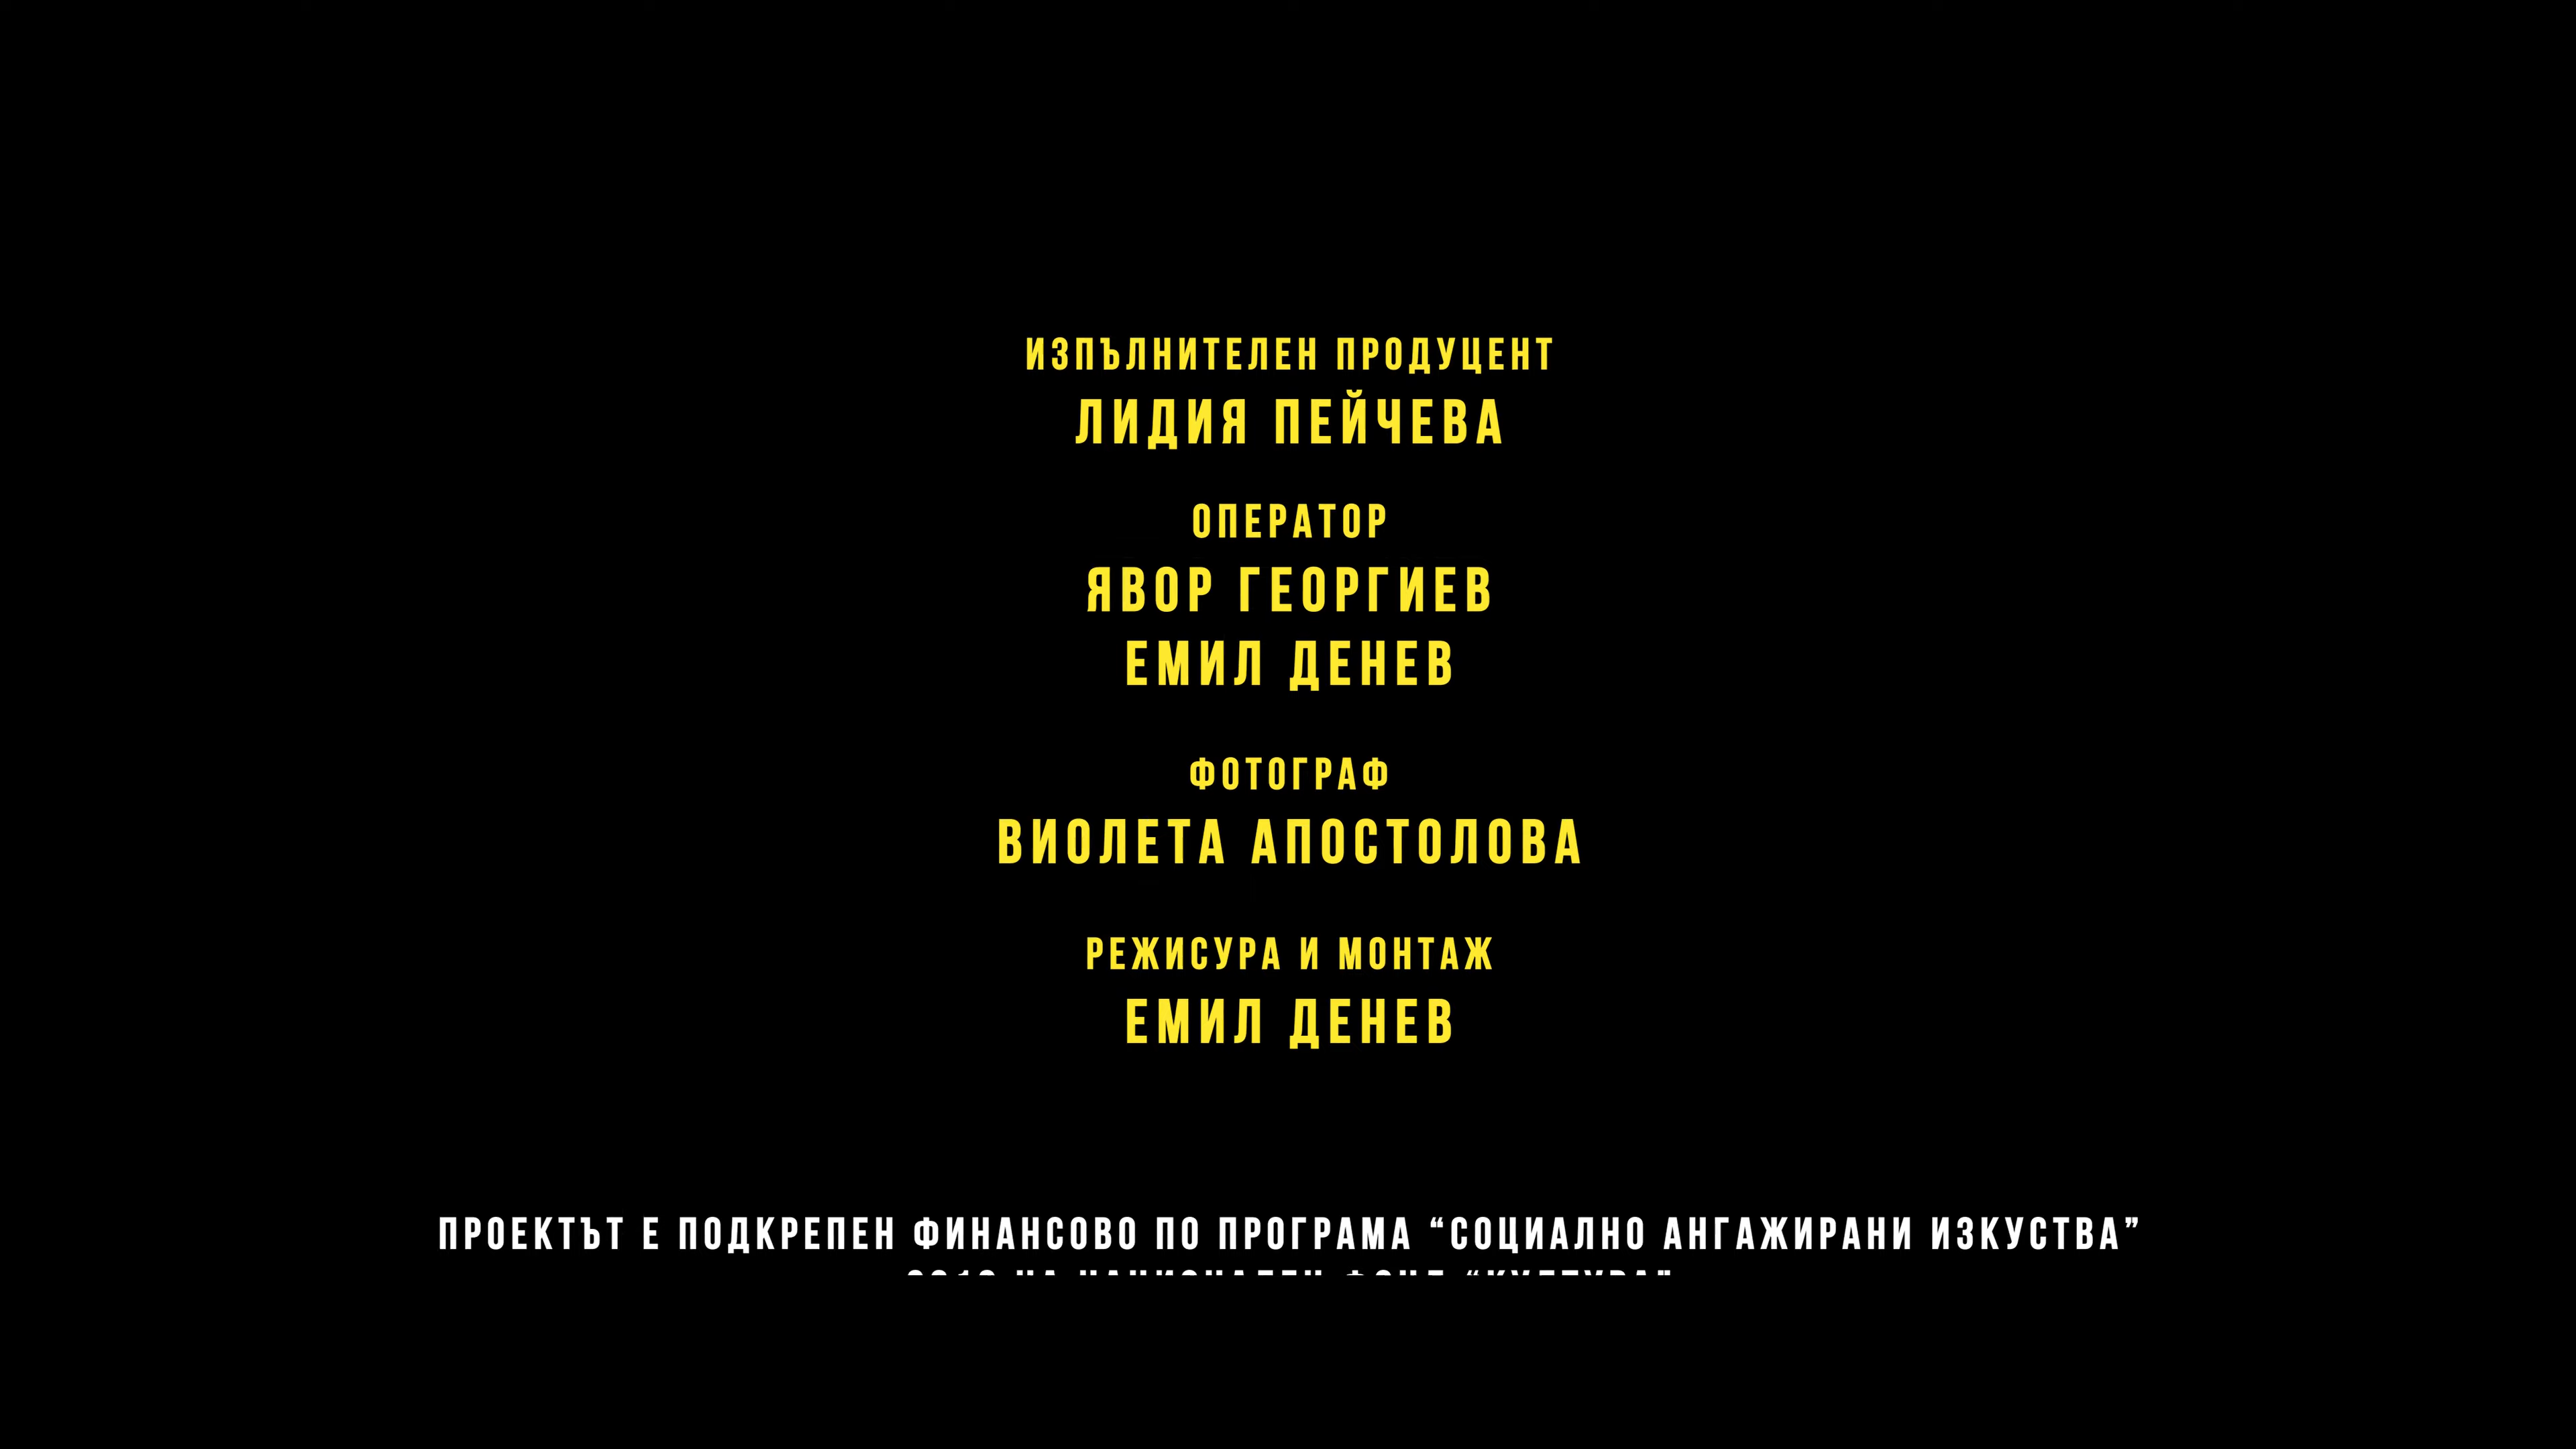 ИЗПЪЛНИТЕЛЕН ПРОДУЦЕНТ
ЛИДИЯ ПЕЙЧЕВА
ОПЕРАТОР
ЯВОР ГЕОРГИЕВ
ЕМИЛ ДЕНЕВ
ФОТОГРАФ
ВИОЛЕТА АПОСТОЛОВА
РЕЖИСУРА И МОНТАЖ
ЕМИЛ ДЕНЕВ
ПРОЕКТЪТ Е ПОДКРЕПЕН ФИНАНСОВО ПО ПРОГРАМА “СОЦИАЛНО АНГАЖИРАНИ ИЗКУСТВА”